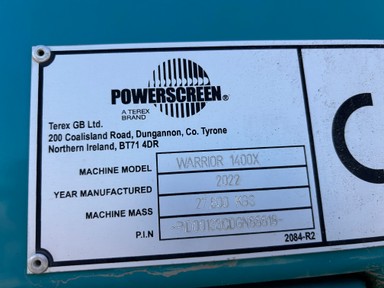 POWERSCREEN®
A TEREX
BRAND
Terex GB Ltd.
200 Coalisland Road, Dungannon, Co. Tyrone
Northern Ireland, BT71 4DR
MACHINE MODEL WARRIOR 1400X
YEAR MANUFACTURED 2022
MACHINE MASS KGS
P.I.N
2084-R2